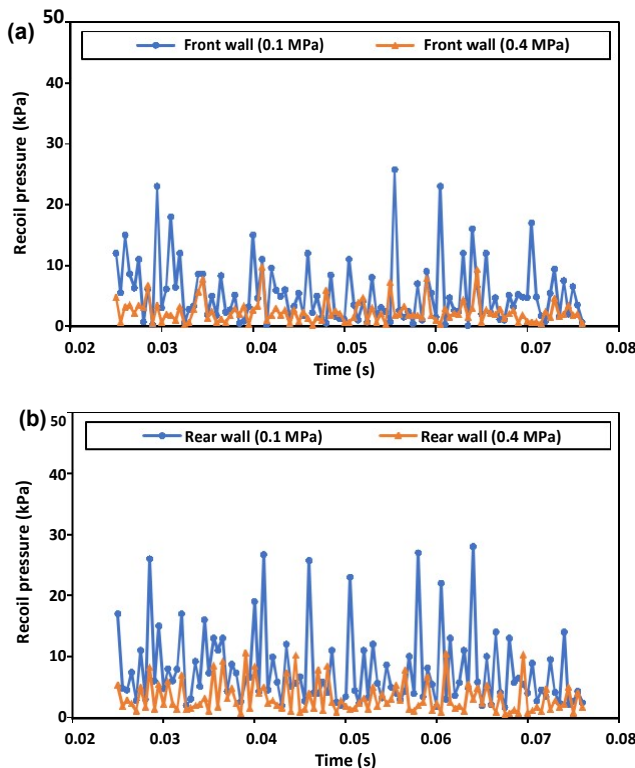 (a)
50
Front wall (0.1 MPa) Front wall (0.4 MPa)
40
30
20
10
0
Recoil pressure (kPa)
0.02 0.03 0.04 0.05 0.06 0.07 0.08
Time (s)
(b)
50
Rear wall (0.1 MPa) Rear wall (0.4 MPa)
40
30
20
10
0
Recoil pressure (kPa)
0.02 0.03 0.04 0.05 0.06 0.07 0.08
Time (s)